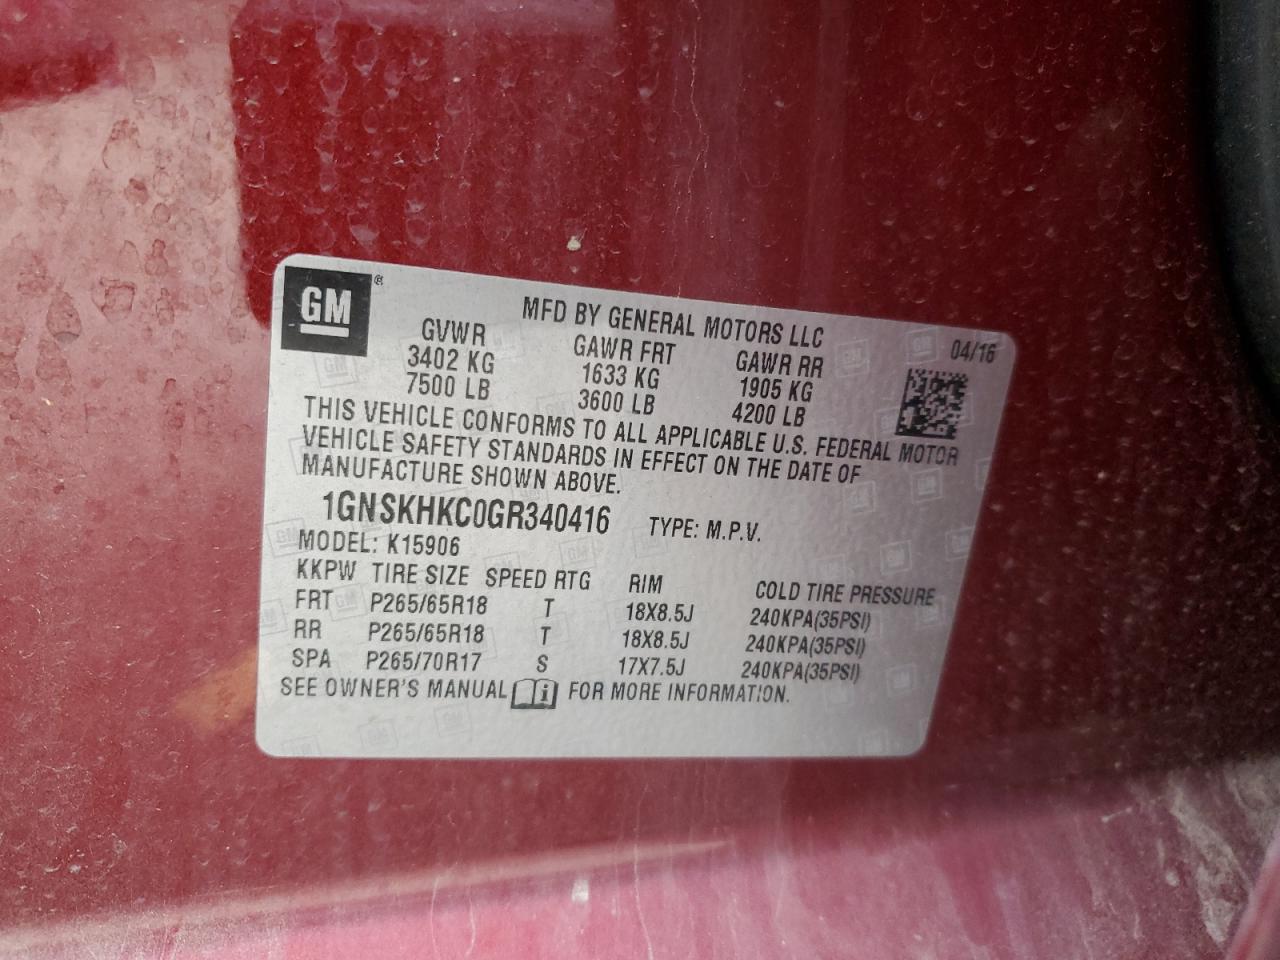 GM ®
MFD BY GENERAL MOTORS LLC
04/16
GVWR GAWR FRT GAWR RR
3402 KG 1633 KG 1905 KG
7500 LB 3600 LB 4200 LB
THIS VEHICLE CONFORMS TO ALL APPLICABLE U.S. FEDERAL MOTOR
VEHICLE SAFETY STANDARDS IN EFFECT ON THE DATE OF
MANUFACTURE SHOWN ABOVE.
1GNSKHKC0GR340416 TYPE: M.P.V.
MODEL: K15906
KKPW TIRE SIZE SPEED RTG RIM COLD TIRE PRESSURE
FRT P265/65R18 T 18X8.5J 240KPA(35PSI)
RR P265/65R18 T 18X8.5J 240KPA(35PSI)
SPA P265/70R17 S 17X7.5J 240KPA(35PSI)
SEE OWNER'S MANUAL i FOR MORE INFORMATION.